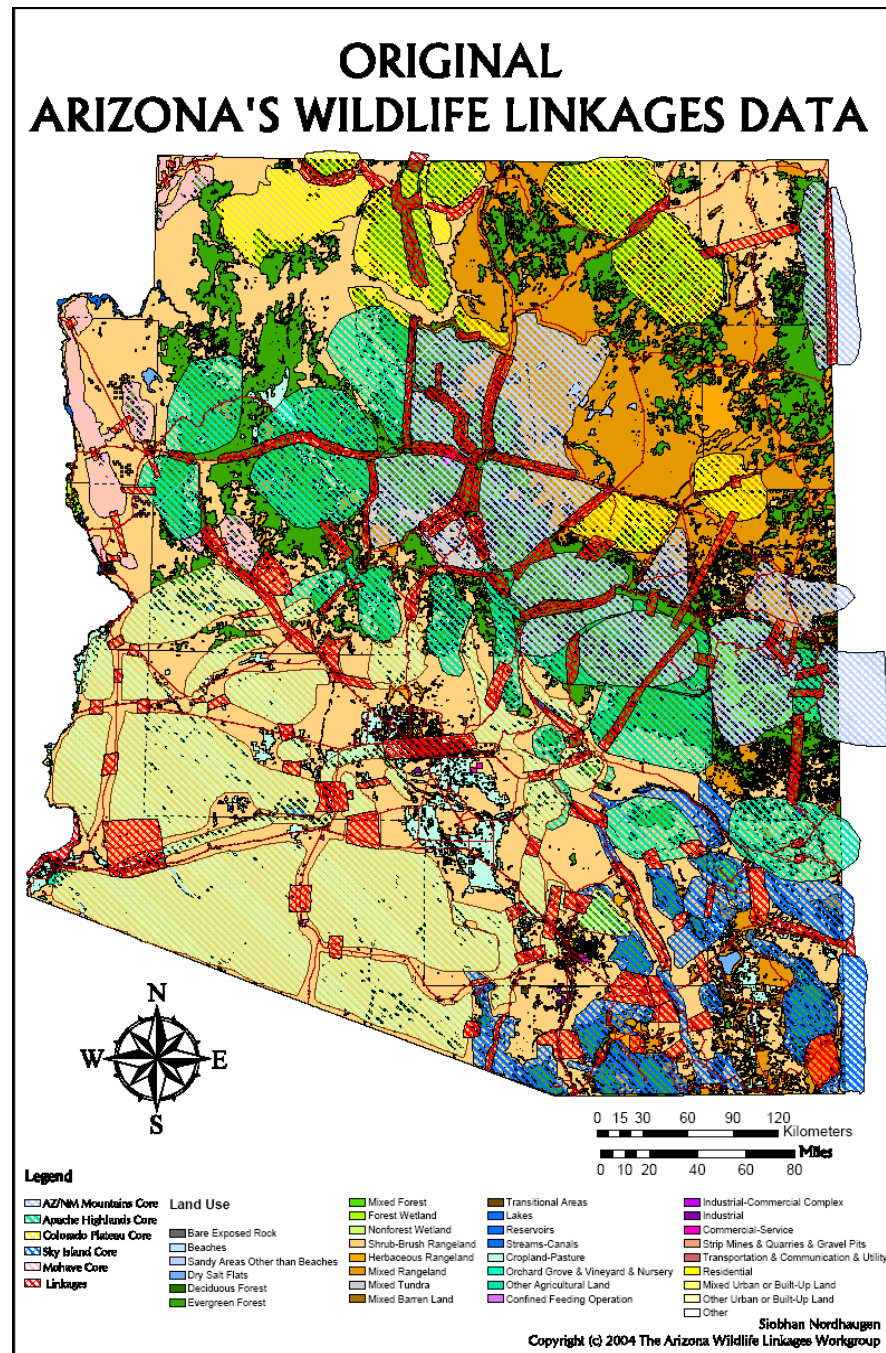 ORIGINAL
ARIZONA'S WILDLIFE LINKAGES DATA
N
W E
S
0 15 30 60 90 120
Kilometers
Miles
0 10 20 40 60 80
Legend
AZ/NM Mountains Core
Apache Highlands Core
Colorado Plateau Core
Sky Island Core
Mohave Core
Linkages
Land Use
Bare Exposed Rock
Beaches
Sandy Areas Other than Beaches
Dry Salt Flats
Deciduous Forest
Evergreen Forest
Mixed Forest
Forest Wetland
Nonforest Wetland
Shrub-Brush Rangeland
Herbaceous Rangeland
Mixed Rangeland
Mixed Tundra
Mixed Barren Land
Transitional Areas
Lakes
Reservoirs
Streams-Canals
Cropland-Pasture
Orchard Grove & Vineyard & Nursery
Other Agricultural Land
Confined Feeding Operation
Industrial-Commercial Complex
Industrial
Commercial-Service
Strip Mines & Quarries & Gravel Pits
Transportation & Communication & Utility
Residential
Mixed Urban or Built-Up Land
Other Urban or Built-Up Land
Other
Siobhan Nordhaugen
Copyright (c) 2004 The Arizona Wildlife Linkages Workgroup